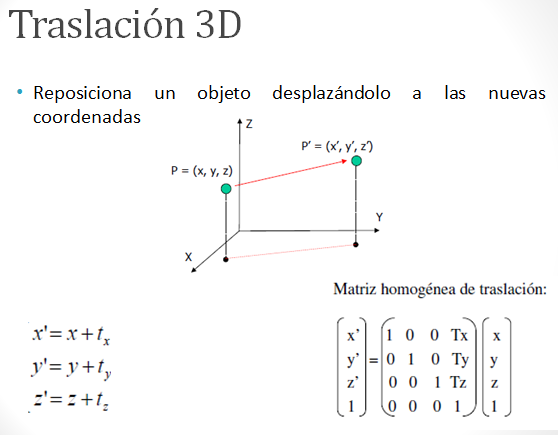 Traslación 3D
• Reposiciona un objeto desplazándolo a las nuevas
coordenadas
Z
P' = (x', y', z')
P = (x, y, z)
Y
X
Matriz homogénea de traslación:
x' = x + t_x
y' = y + t_y
z' = z + t_z
x' 1 0 0 Tx x
y' = 0 1 0 Ty y
z' 0 0 1 Tz z
1 0 0 0 1 1